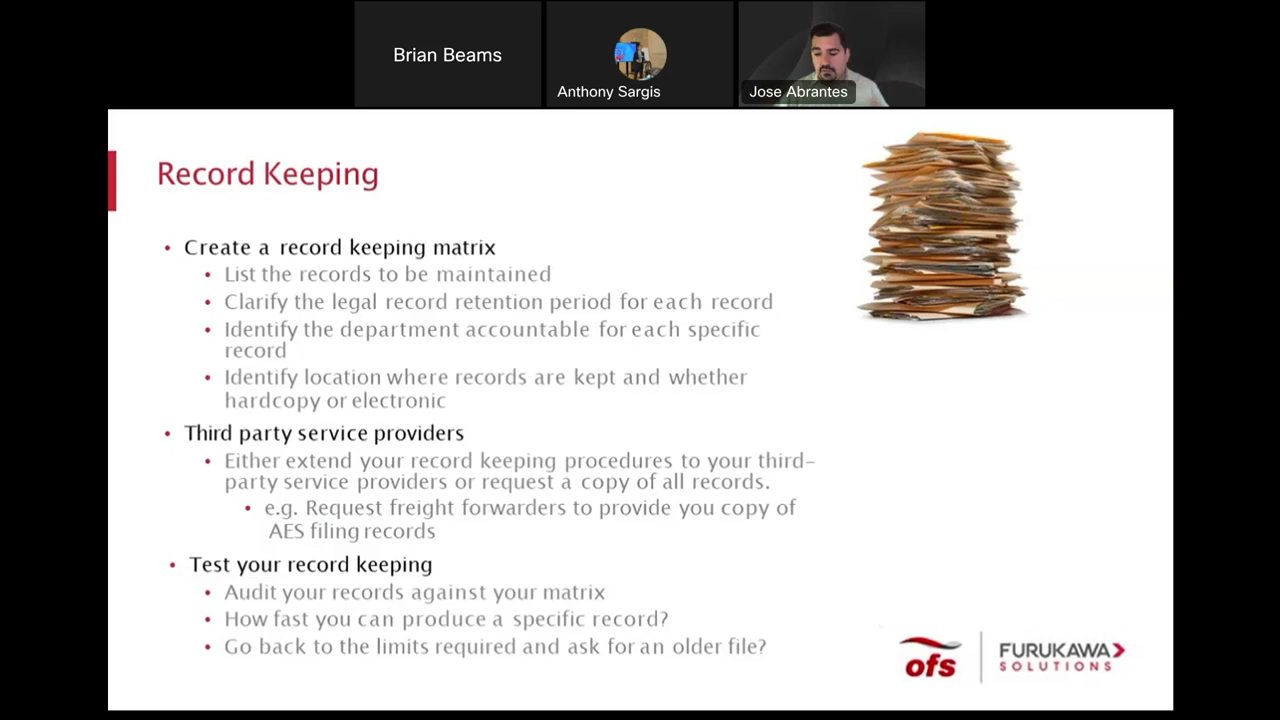 Brian Beams
Anthony Sargis
Jose Abrantes
Record Keeping
• Create a record keeping matrix
• List the records to be maintained
• Clarify the legal record retention period for each record
• Identify the department accountable for each specific
record
• Identify location where records are kept and whether
hardcopy or electronic
• Third party service providers
• Either extend your record keeping procedures to your third-
party service providers or request a copy of all records.
• e.g. Request freight forwarders to provide you copy of
AES filing records
• Test your record keeping
• Audit your records against your matrix
• How fast you can produce a specific record?
• Go back to the limits required and ask for an older file?
ofs
FURUKAWA
SOLUTIONS